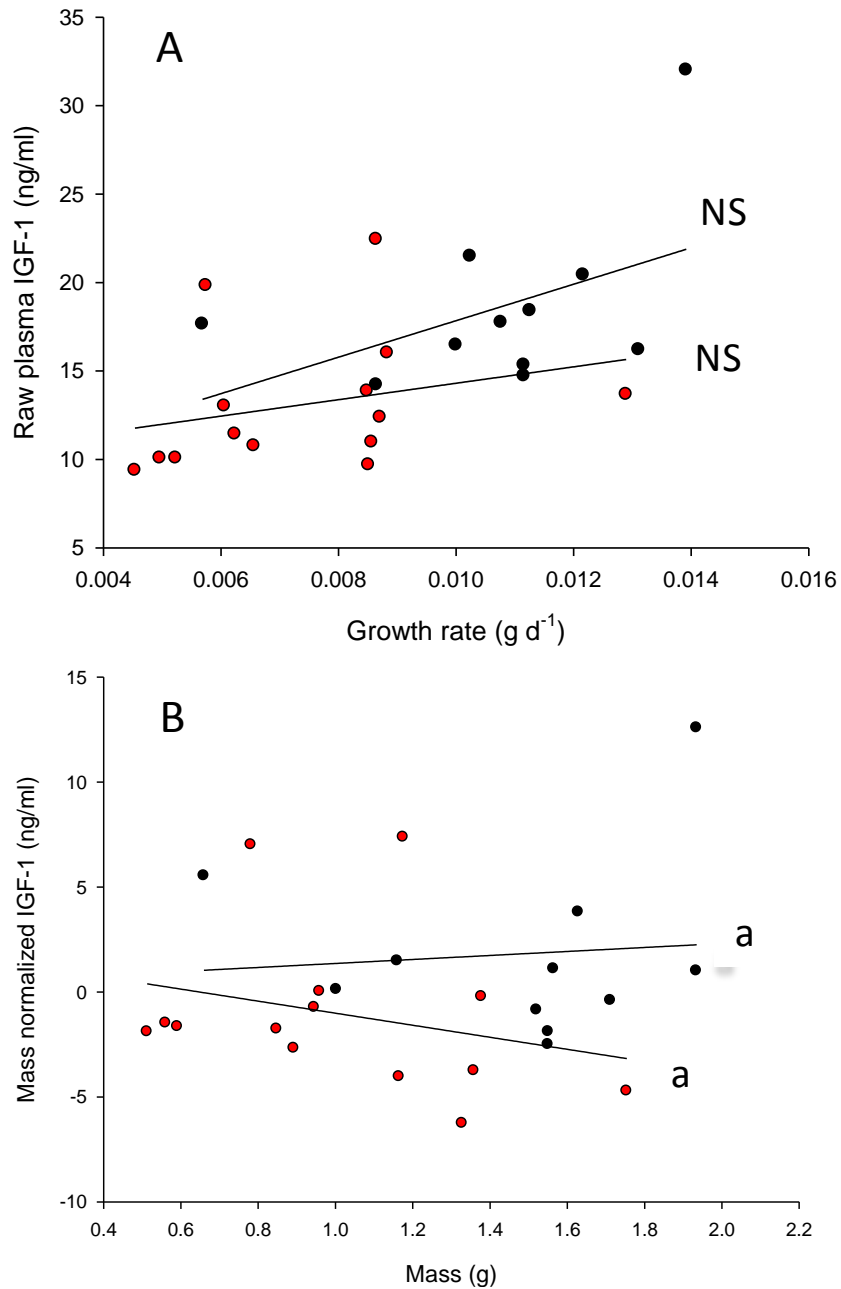 A
Raw plasma IGF-1 (ng/ml)
35
30
25
20
15
10
5
NS
NS
0.004 0.006 0.008 0.010 0.012 0.014 0.016
Growth rate (g d⁻¹)
B
Mass normalized IGF-1 (ng/ml)
15
10
5
0
-5
-10
a
a
0.4 0.6 0.8 1.0 1.2 1.4 1.6 1.8 2.0 2.2
Mass (g)